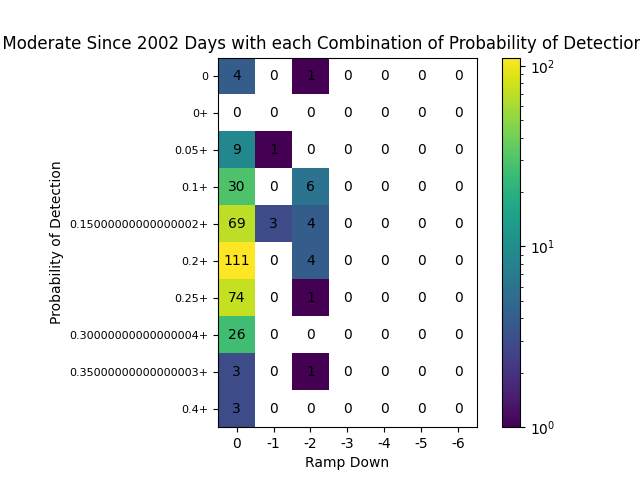 Moderate Since 2002 Days with each Combination of Probability of Detection
0 4 0 1 0 0 0 0
0+ 0 0 0 0 0 0 0
0.05+ 9 1 0 0 0 0 0
0.1+ 30 0 6 0 0 0 0
0.15000000000000002+ 69 3 4 0 0 0 0
0.2+ 111 0 4 0 0 0 0
0.25+ 74 0 1 0 0 0 0
0.30000000000000004+ 26 0 0 0 0 0 0
0.35000000000000003+ 3 0 1 0 0 0 0
0.4+ 3 0 0 0 0 0 0
0 -1 -2 -3 -4 -5 -6
Ramp Down
Probability of Detection
10²
10¹
10⁰